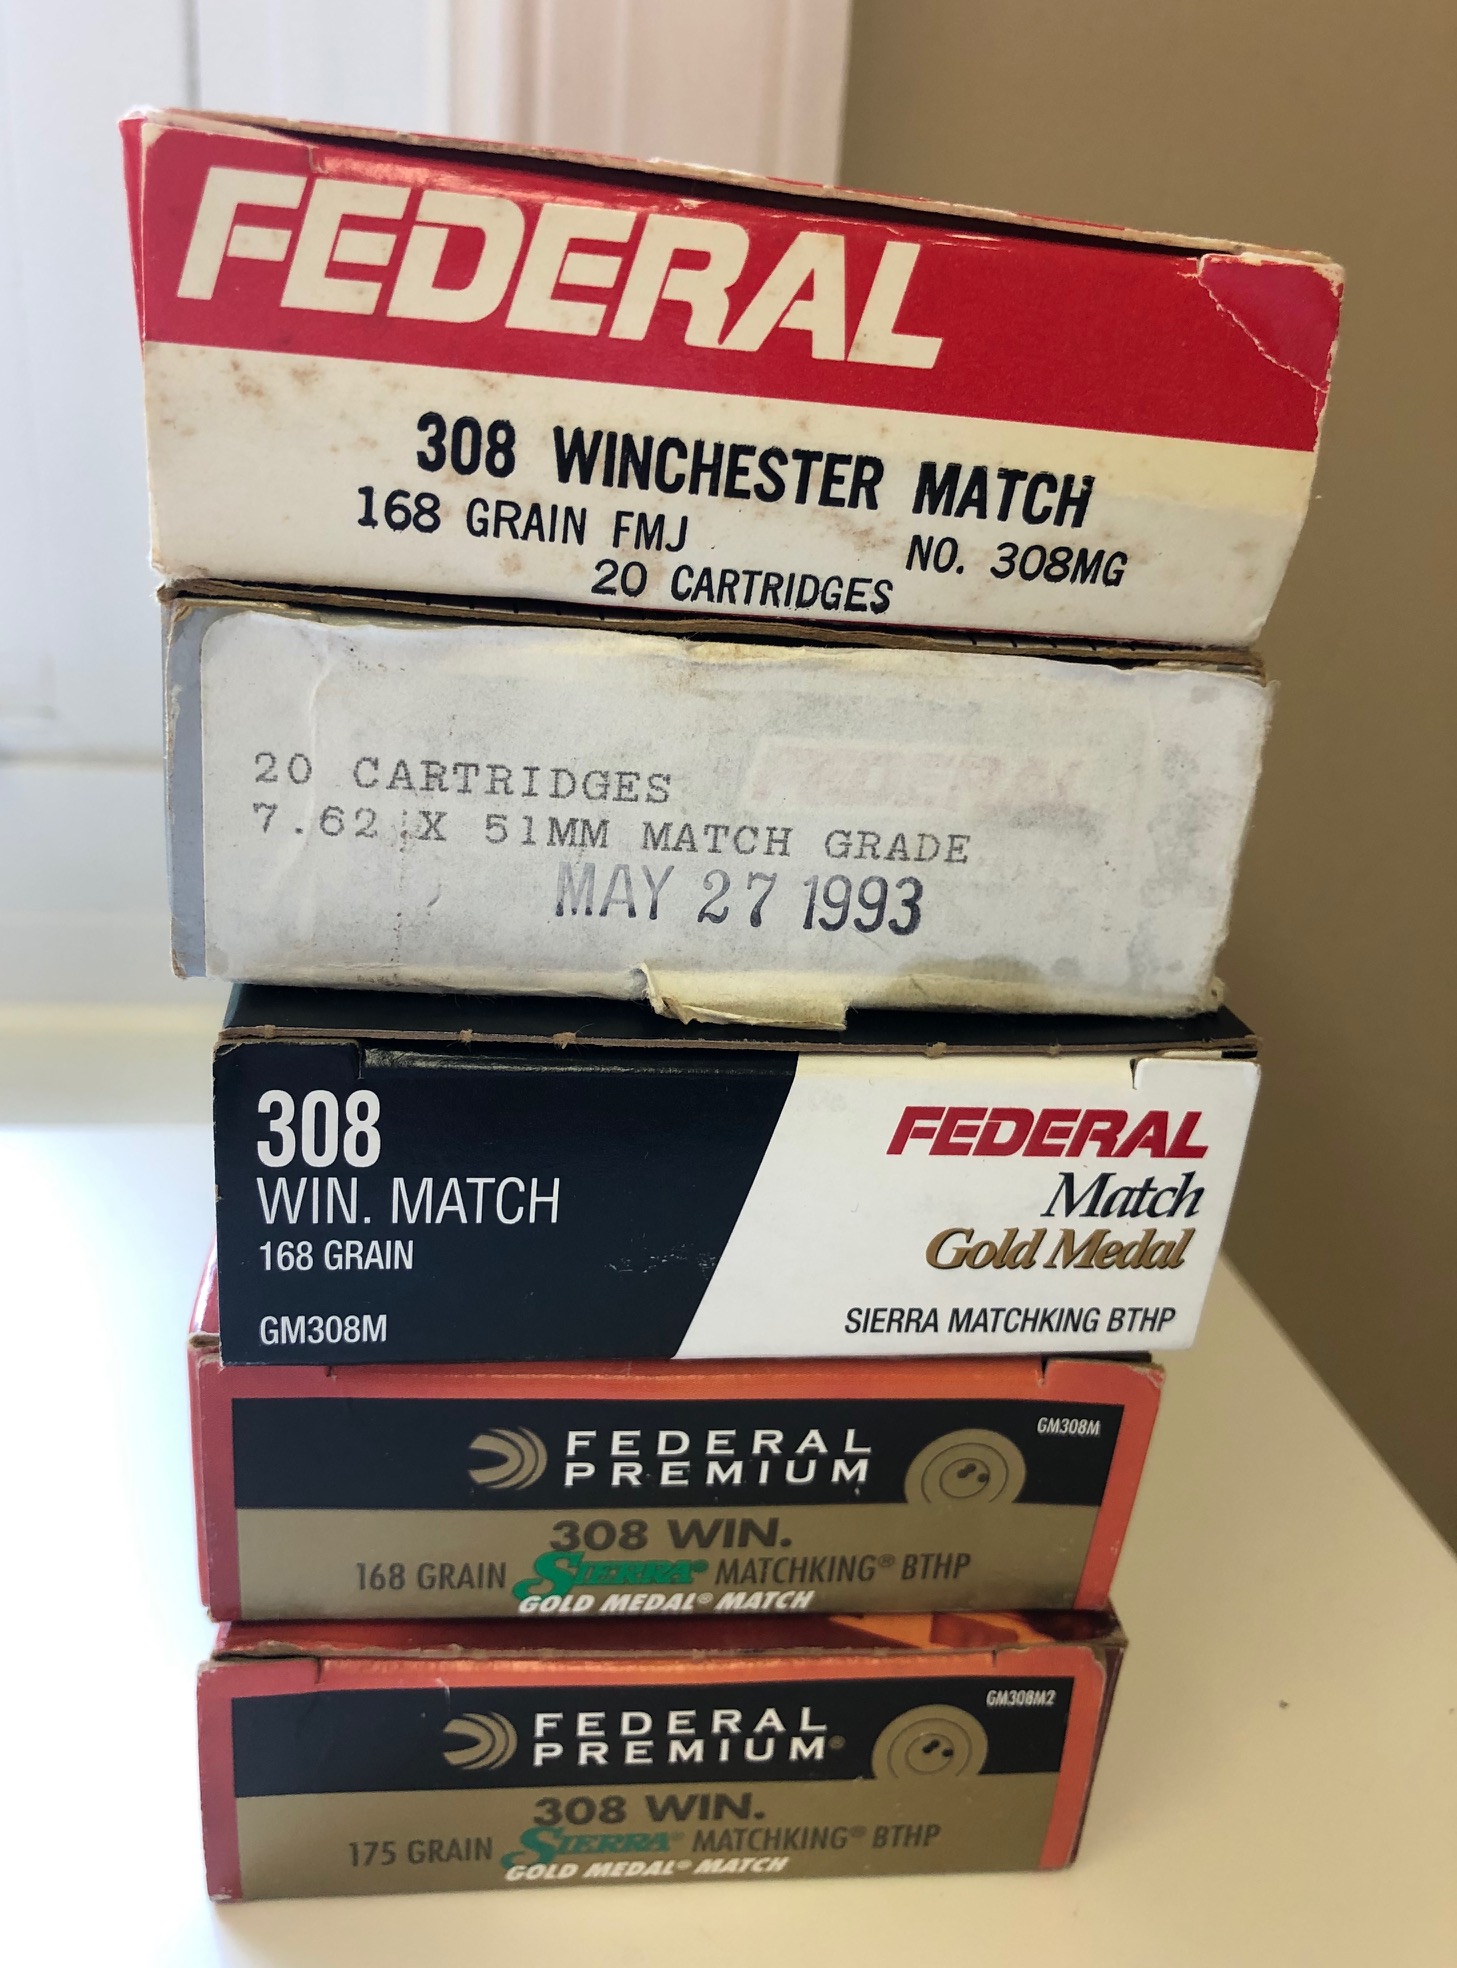 FEDERAL
308 WINCHESTER MATCH
168 GRAIN FMJ NO. 308MG
20 CARTRIDGES
FEDERAL
20 CARTRIDGES
7.62 X 51MM MATCH GRADE
MAY 27 1993
308
WIN. MATCH
168 GRAIN
GM308M
FEDERAL
Match
Gold Medal
SIERRA MATCHKING BTHP
GM308M
FEDERAL
PREMIUM
308 WIN.
168 GRAIN SIERRA® MATCHKING® BTHP
GOLD MEDAL® MATCH
GM308M2
FEDERAL
PREMIUM®
308 WIN.
175 GRAIN SIERRA® MATCHKING® BTHP
GOLD MEDAL® MATCH